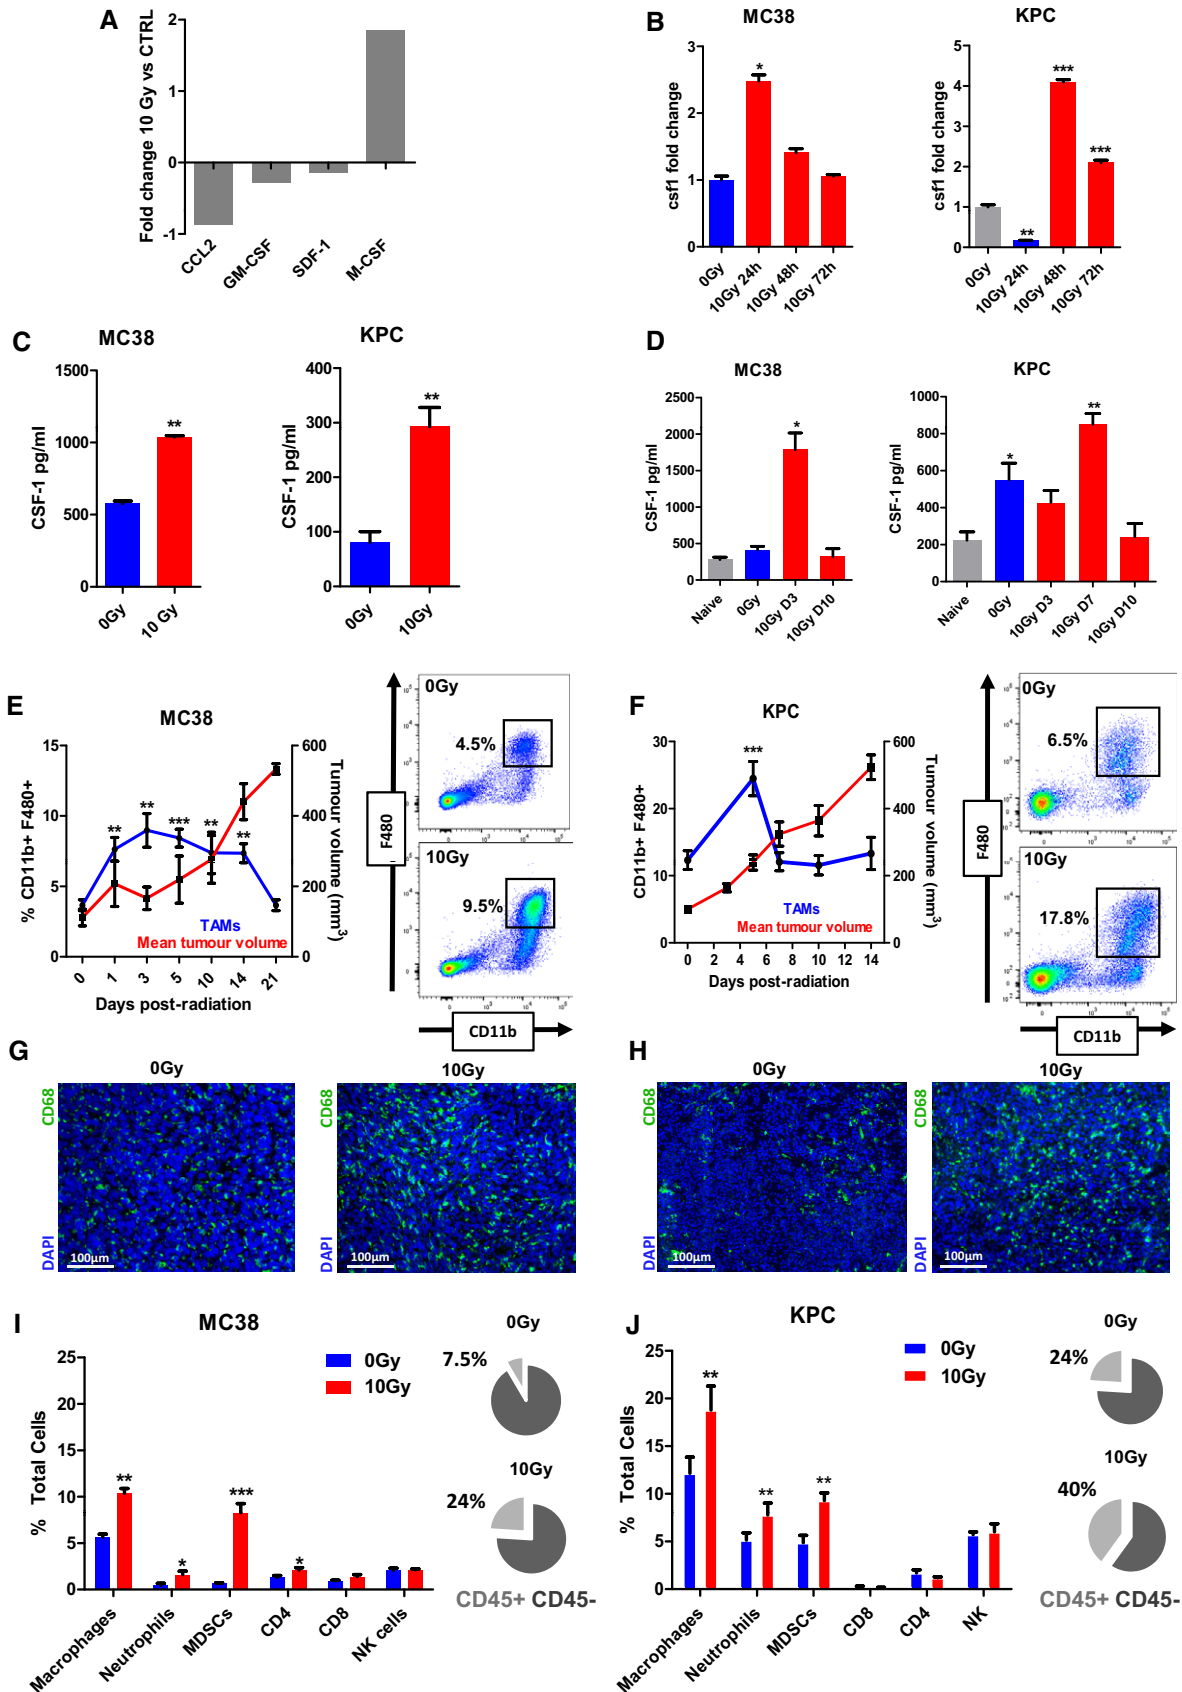 A
Fold change 10 Gy vs CTRL
2
1
0
-1
CCL2
GM-CSF
SDF-1
M-CSF
B
MC38
csf1 fold change
3
2
1
0
*
0Gy
10Gy 24h
10Gy 48h
10Gy 72h
KPC
csf1 fold change
5
4
3
2
1
0
**
***
***
0Gy
10Gy 24h
10Gy 48h
10Gy 72h
C
MC38
CSF-1 pg/ml
1500
1000
500
0
**
0Gy
10 Gy
KPC
CSF-1 pg/ml
400
300
200
100
0
**
0Gy
10Gy
D
MC38
CSF-1 pg/ml
2500
2000
1500
1000
500
0
*
Naive
0Gy
10Gy D3
10Gy D10
KPC
CSF-1 pg/ml
1000
800
600
400
200
0
*
**
Naive
0Gy
10Gy D3
10Gy D7
10Gy D10
E
MC38
% CD11b+ F480+
15
10
5
0
** ** *** ** **
600
400
200
0
Tumour volume (mm3)
TAMs
Mean tumour volume
0 1 3 5 10 14 21
Days post-radiation
F480
0Gy
4.5%
10Gy
9.5%
CD11b
F
KPC
CD11b+ F480+
30
20
10
0
***
600
400
200
0
Tumour volume (mm3)
TAMs
Mean tumour volume
0 2 4 6 8 10 12 14
Days post-radiation
F480
0Gy
6.5%
10Gy
17.8%
CD11b
G
0Gy
10Gy
CD68
DAPI
100µm
100µm
H
0Gy
10Gy
CD68
DAPI
100µm
CD68
DAPI
100µm
I
MC38
% Total Cells
25
20
15
10
5
0
0Gy
10Gy
** * *** *
Macrophages
Neutrophils
MDSCs
CD4
CD8
NK cells
0Gy
7.5%
10Gy
24%
CD45+ CD45-
J
KPC
% Total Cells
25
20
15
10
5
0
0Gy
10Gy
** ** **
Macrophages
Neutrophils
MDSCs
CD8
CD4
NK
0Gy
24%
10Gy
40%
CD45+ CD45-